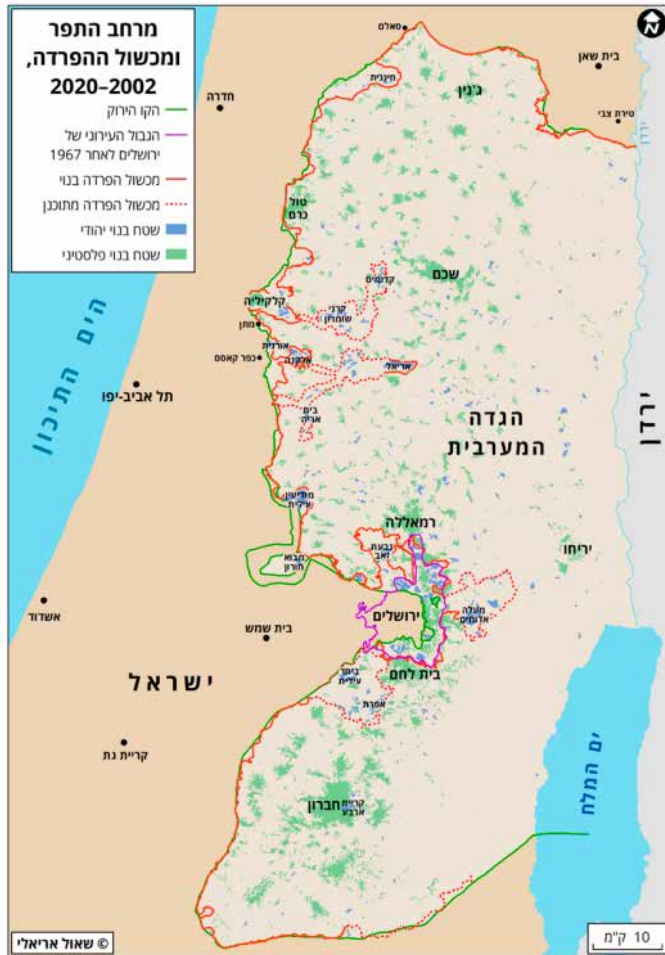 מרחב התפר
ומכשול ההפרדה,
2020–2002
הקו הירוק
הגבול העירוני של
ירושלים לאחר 1967
מכשול הפרדה בנוי
מכשול הפרדה מתוכנן
שטח בנוי יהודי
שטח בנוי פלסטיני
סאלם
בית שאן
חיננית
ג'נין
חדרה
טירת צבי
ירדן
טול
כרם
קדומים
שכם
קלקיליה
קרני
שומרון
מתן
אורנית
כפר קאסם
אלקנה
אריאל
הים התיכון
תל אביב-יפו
בית
אריה
הגדה
המערבית
ירדן
מודיעין
עילית
רמאללה
גבעת
זאב
יריחו
מבוא
חורון
ירושלים
מעלה
אדומים
אשדוד
בית שמש
בית לחם
ביתר
עילית
ישראל
אפרת
קריית גת
ים המלח
חברון
קריית
ארבע
© שאול אריאלי
10 ק"מ